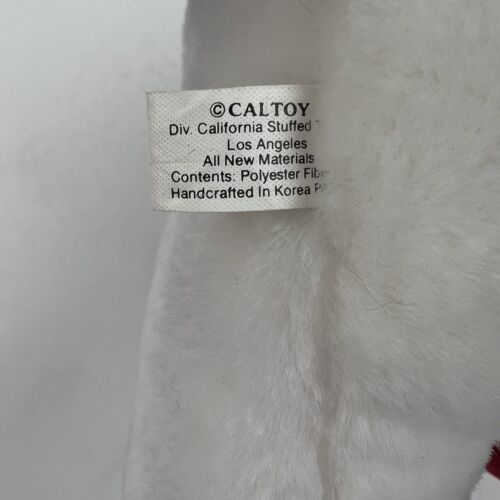 ©CALTOY
Div. California Stuffed
Los Angeles
All New Materials
Contents: Polyester Fib
Handcrafted In Korea